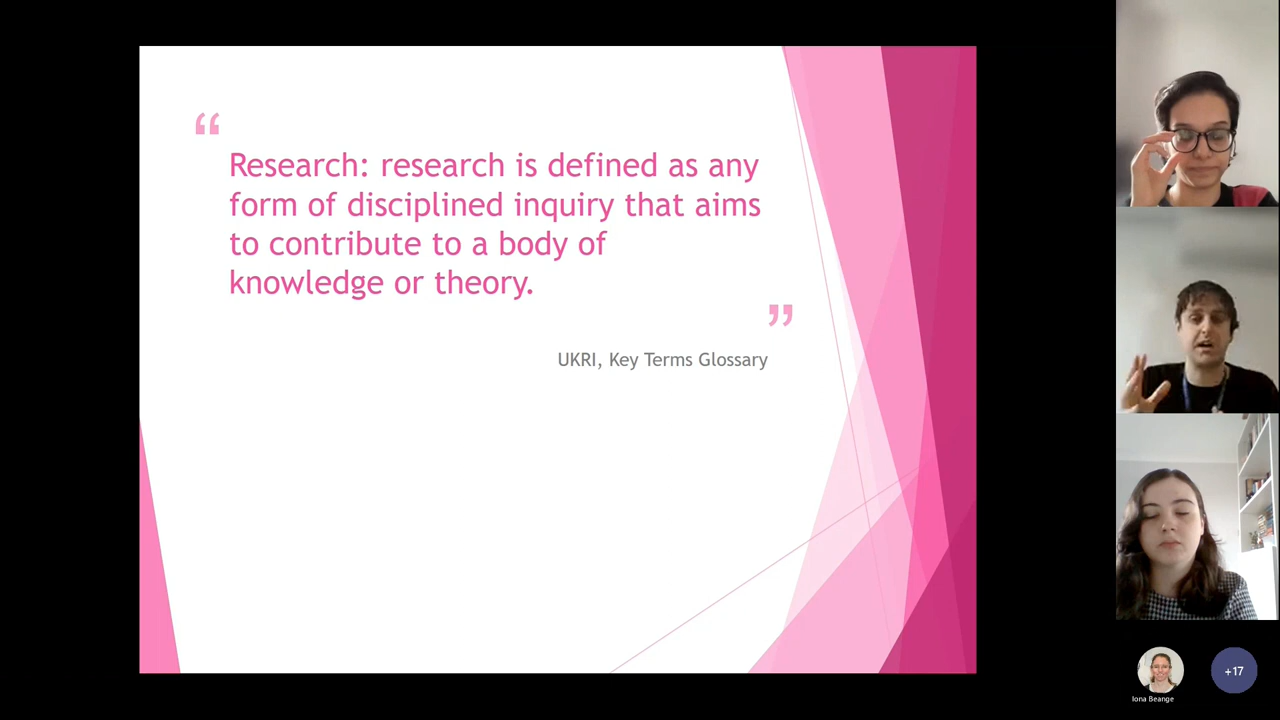 “
Research: research is defined as any
form of disciplined inquiry that aims
to contribute to a body of
knowledge or theory.
”
UKRI, Key Terms Glossary
Iona Beange
+17